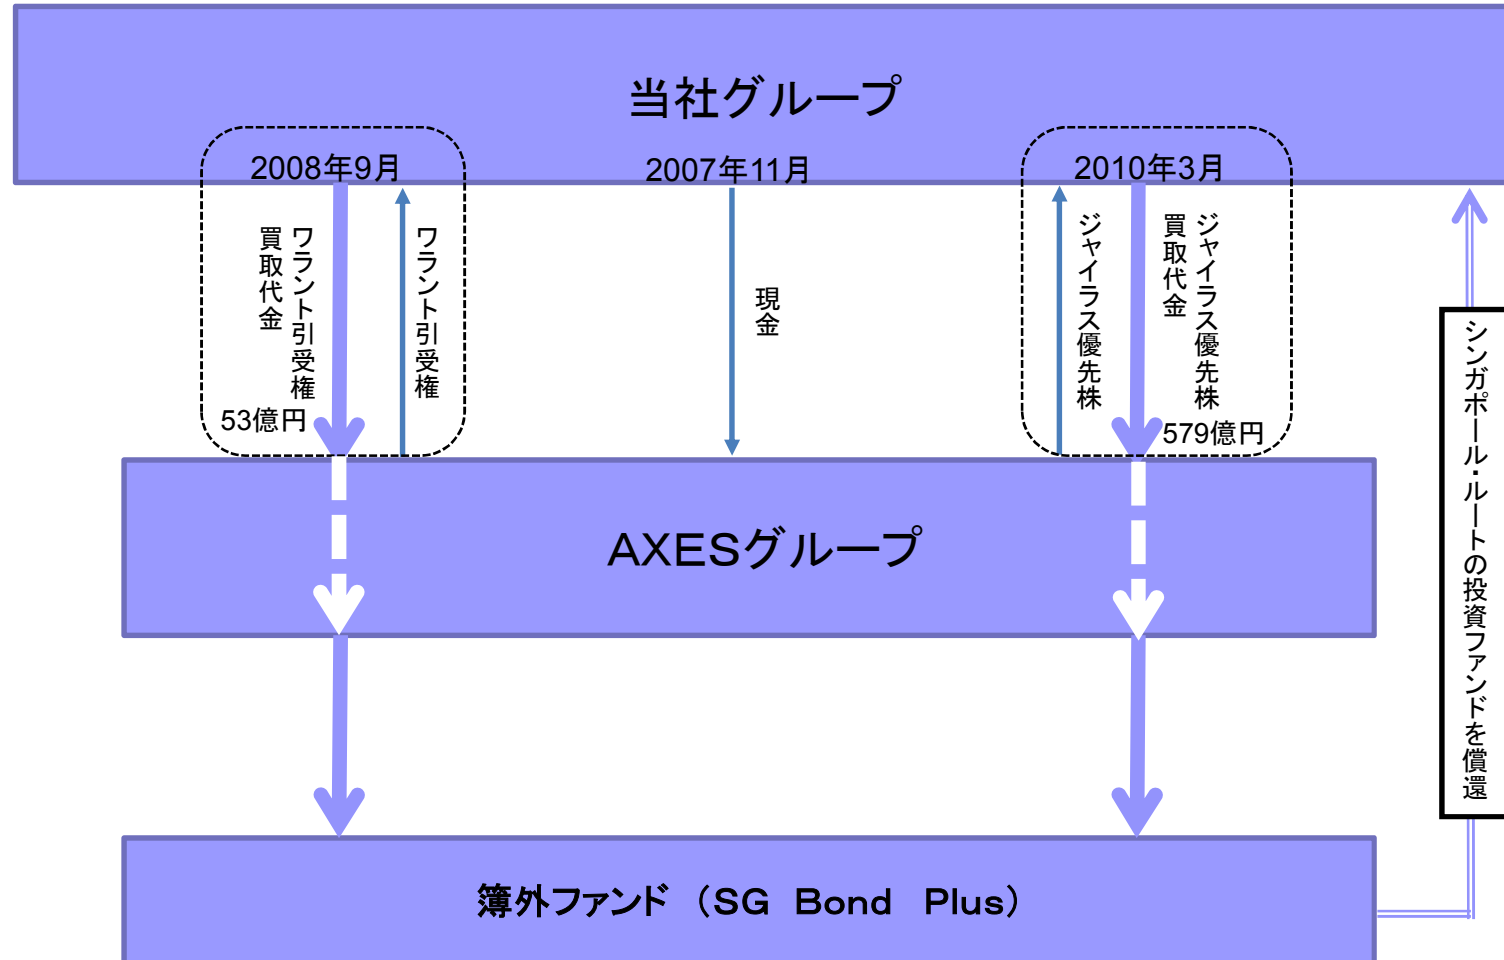 当社グループ
2008年9月
2007年11月
2010年3月
ワラント引受権
買取代金
53億円
ワラント引受権
現金
ジャイラス優先株
ジャイラス優先株
買取代金
579億円
シンガポール・ルートの投資ファンドを償還
AXESグループ
簿外ファンド (SG Bond Plus)